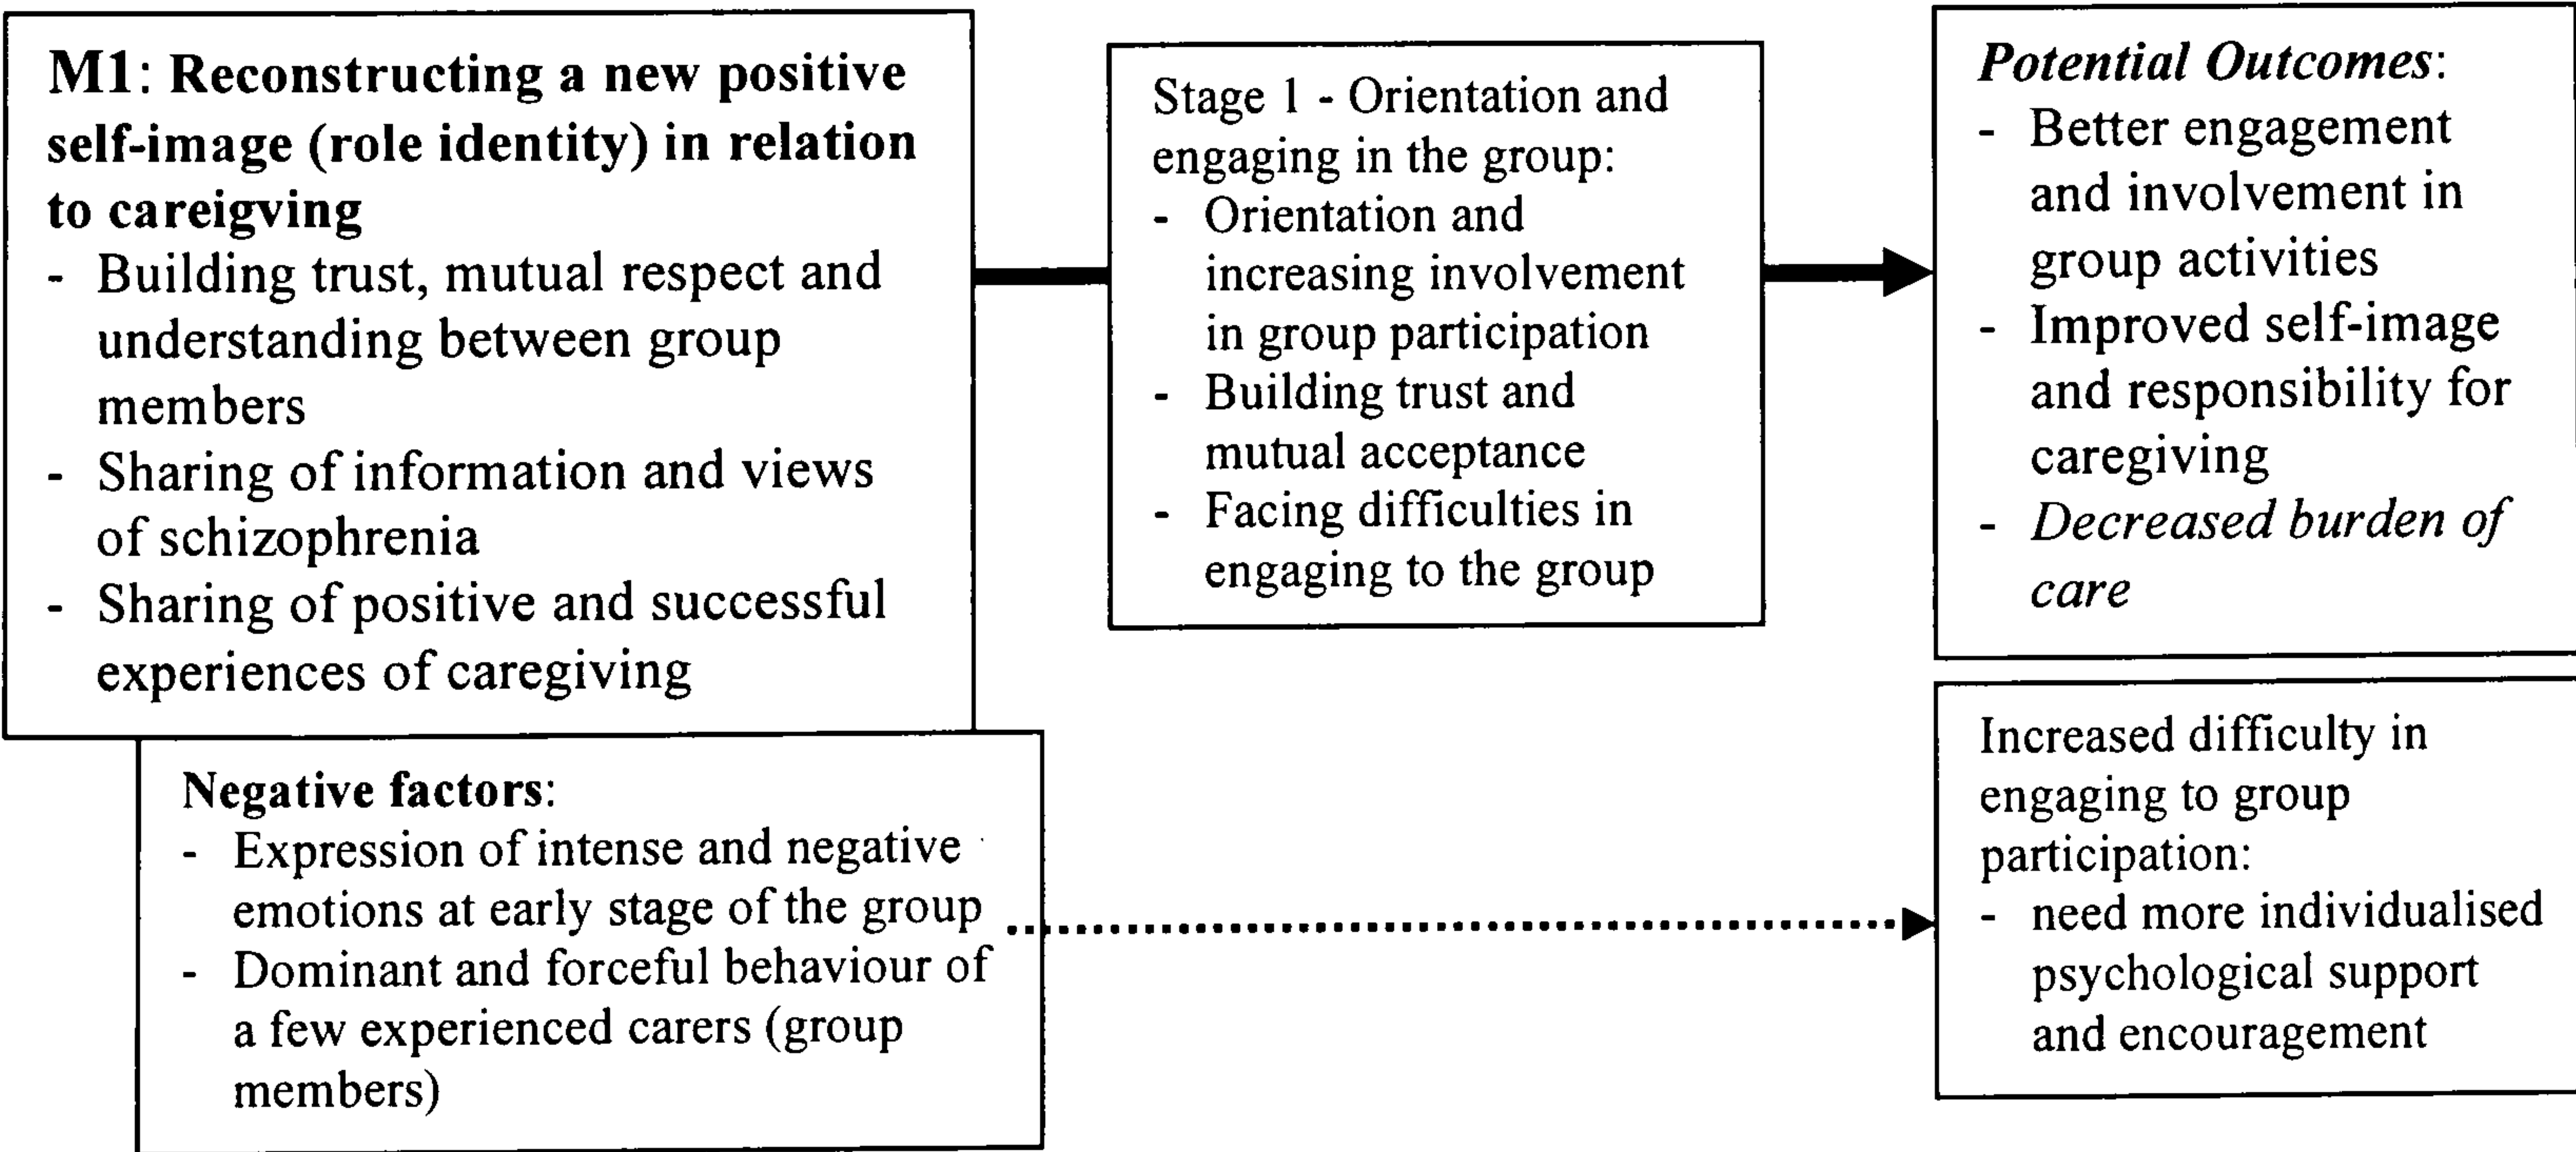 M1: Reconstructing a new positive
self-image (role identity) in relation
to careigving
- Building trust, mutual respect and
understanding between group
members
- Sharing of information and views
of schizophrenia
- Sharing of positive and successful
experiences of caregiving
Negative factors:
- Expression of intense and negative
emotions at early stage of the group
- Dominant and forceful behaviour of
a few experienced carers (group
members)
Stage 1 - Orientation and
engaging in the group:
- Orientation and
increasing involvement
in group participation
- Building trust and
mutual acceptance
- Facing difficulties in
engaging to the group
Potential Outcomes:
- Better engagement
and involvement in
group activities
- Improved self-image
and responsibility for
caregiving
- Decreased burden of
care
Increased difficulty in
engaging to group
participation:
- need more individualised
psychological support
and encouragement